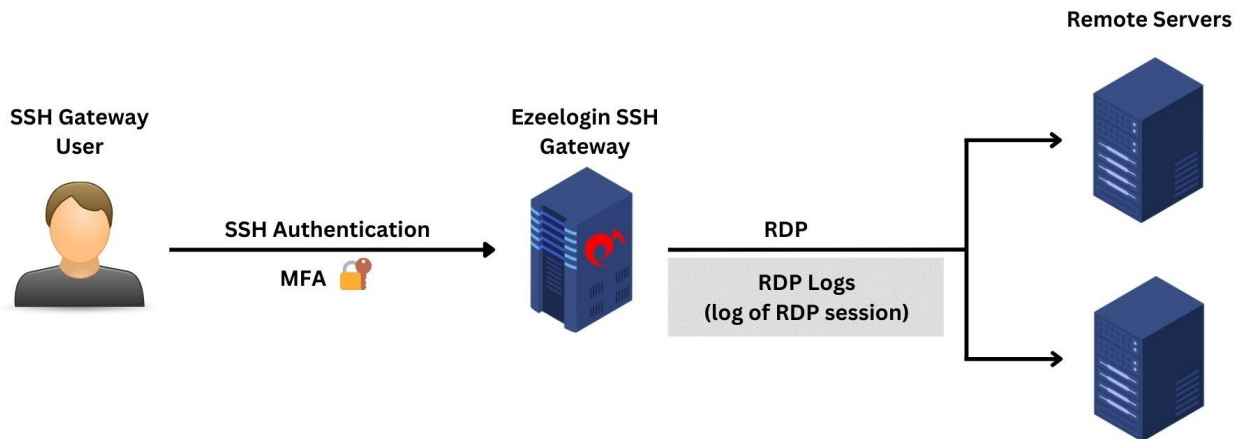 Remote Servers
SSH Gateway
User
Ezeelogin SSH
Gateway
SSH Authentication
MFA
RDP
RDP Logs
(log of RDP session)